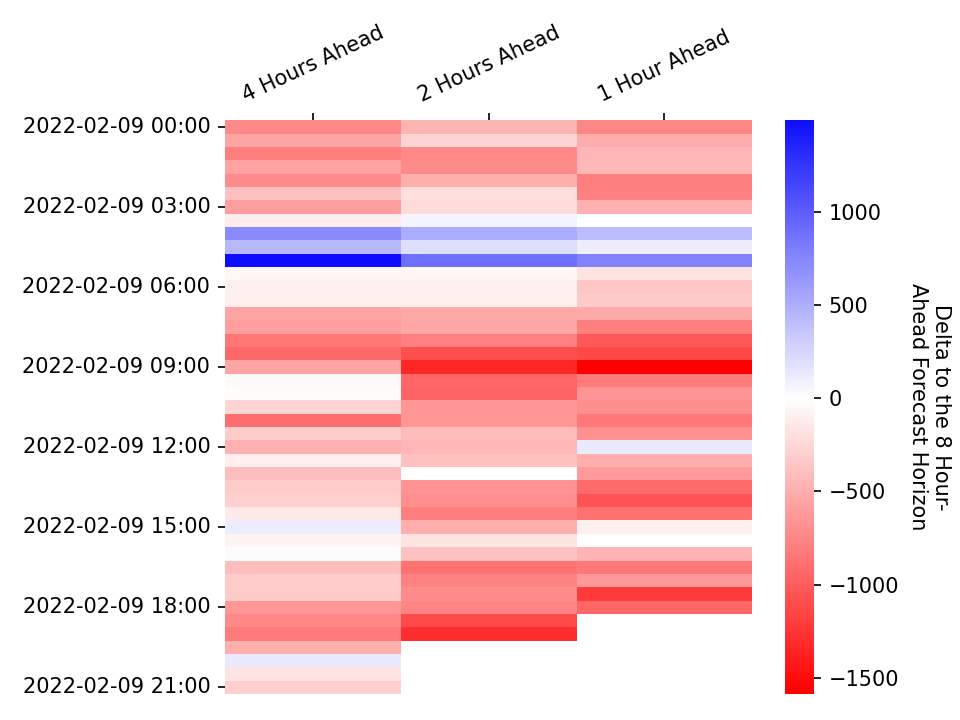 4 Hours Ahead
2 Hours Ahead
1 Hour Ahead
2022-02-09 00:00
2022-02-09 03:00
2022-02-09 06:00
2022-02-09 09:00
2022-02-09 12:00
2022-02-09 15:00
2022-02-09 18:00
2022-02-09 21:00
1000
500
0
−500
−1000
−1500
Delta to the 8 Hour-
Ahead Forecast Horizon